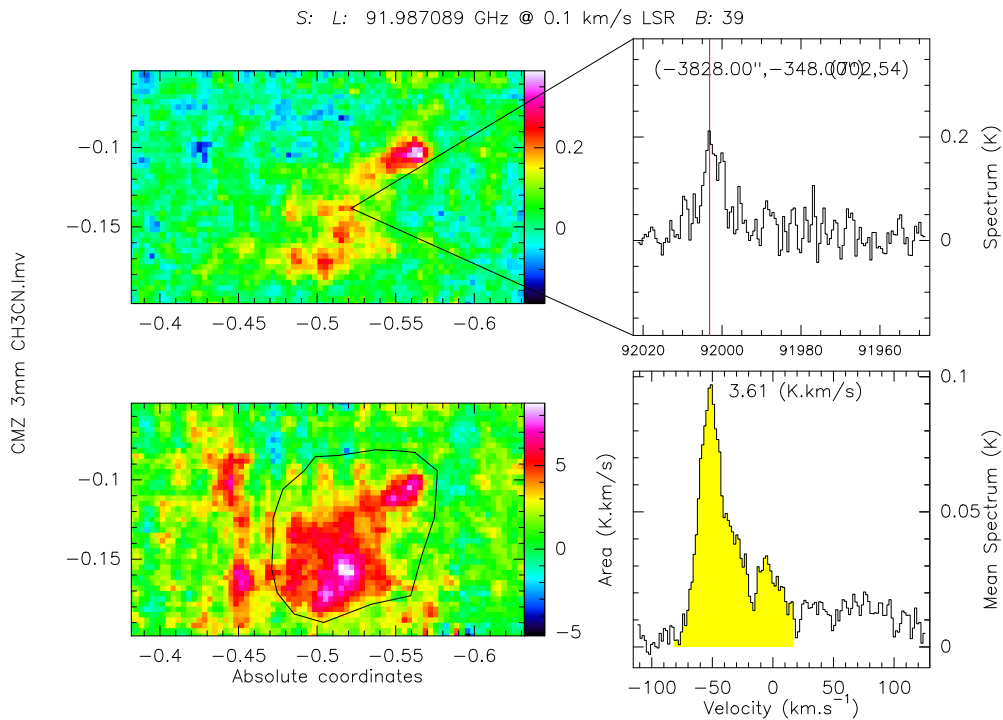 S: L: 91.987089 GHz @ 0.1 km/s LSR B: 39
CMZ 3mm CH3CN.lmv
−0.1
−0.15
−0.4 −0.45 −0.5 −0.55 −0.6
0.2
0
(−3828.00",−348.00")
0.2
0
Spectrum (K)
92020 92000 91980 91960
−0.1
−0.15
−0.4 −0.45 −0.5 −0.55 −0.6
Absolute coordinates
5
0
−5
Area (K.km/s)
3.61 (K.km/s)
0.1
0.05
0
Mean Spectrum (K)
−100 −50 0 50 100
Velocity (km.s−1)